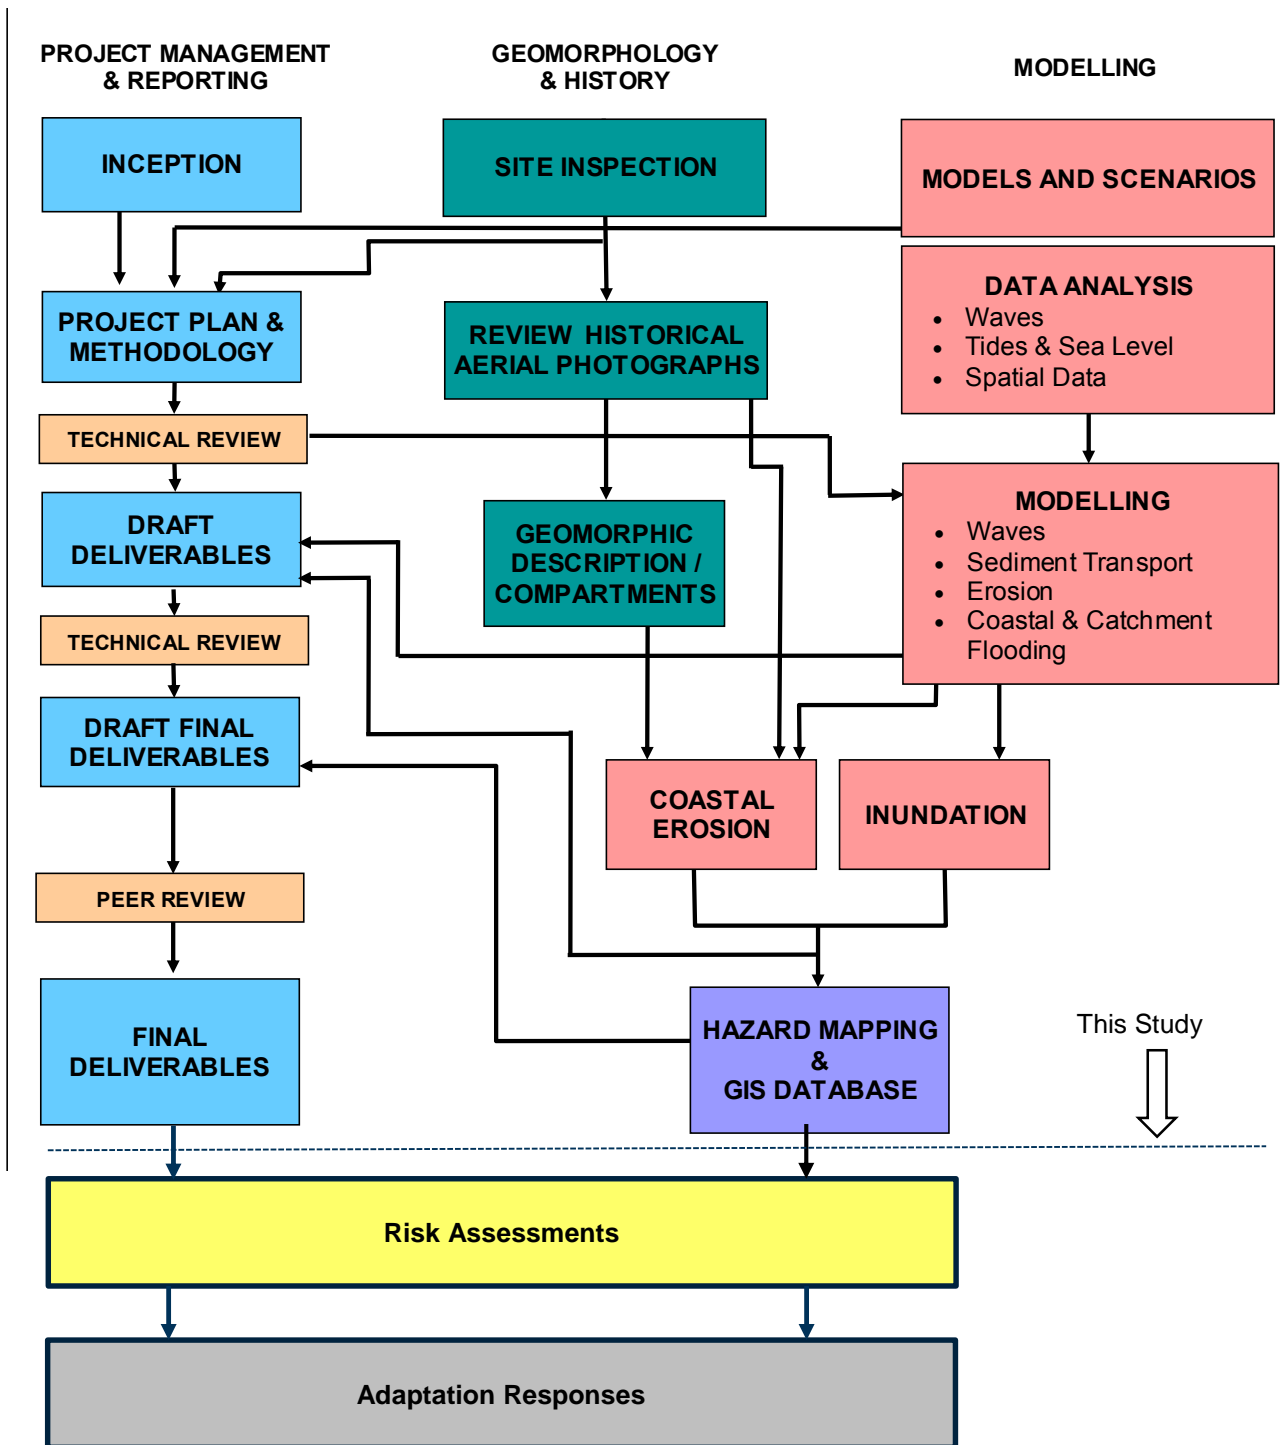 PROJECT MANAGEMENT
& REPORTING
GEOMORPHOLOGY
& HISTORY
MODELLING
INCEPTION
SITE INSPECTION
MODELS AND SCENARIOS
PROJECT PLAN &
METHODOLOGY
REVIEW HISTORICAL
AERIAL PHOTOGRAPHS
DATA ANALYSIS
• Waves
• Tides & Sea Level
• Spatial Data
TECHNICAL REVIEW
DRAFT
DELIVERABLES
GEOMORPHIC
DESCRIPTION /
COMPARTMENTS
MODELLING
• Waves
• Sediment Transport
• Erosion
• Coastal & Catchment
Flooding
TECHNICAL REVIEW
DRAFT FINAL
DELIVERABLES
COASTAL
EROSION
INUNDATION
PEER REVIEW
FINAL
DELIVERABLES
HAZARD MAPPING
&
GIS DATABASE
This Study
Risk Assessments
Adaptation Responses